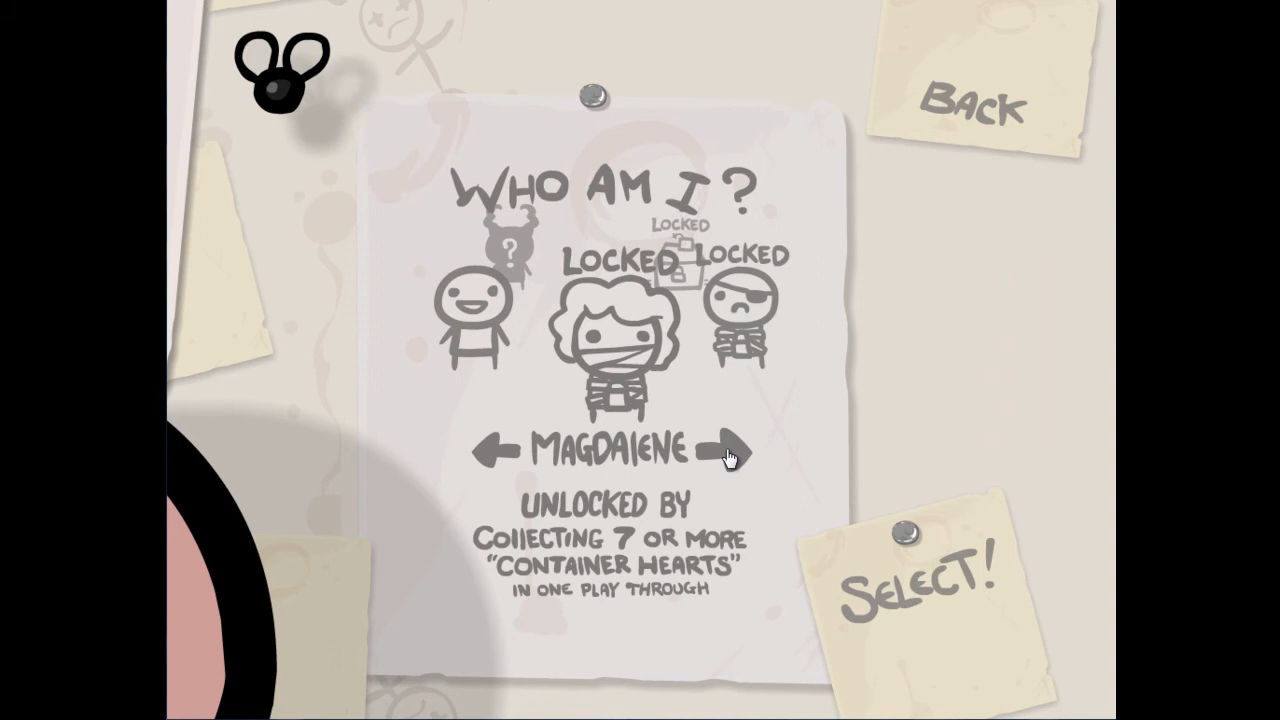 BACK
WHO AM I?
LOCKED
LOCKED
LOCKED
?
MAGDALENE
UNLOCKED BY
COLLECTING 7 OR MORE
"CONTAINER HEARTS"
IN ONE PLAY THROUGH
SELECT!